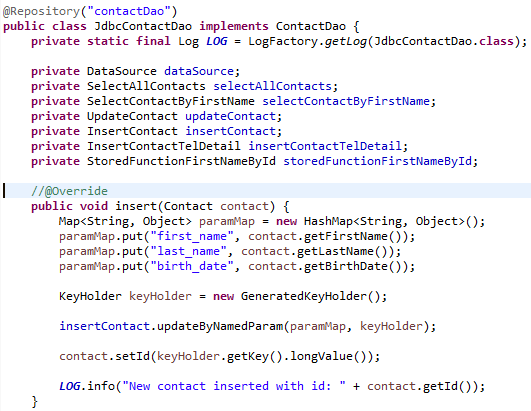 @Repository("contactDao")
public class JdbcContactDao implements ContactDao {
private static final Log LOG = LogFactory.getLog(JdbcContactDao.class);
private DataSource dataSource;
private SelectAllContacts selectAllContacts;
private SelectContactByFirstName selectContactByFirstName;
private UpdateContact updateContact;
private InsertContact insertContact;
private InsertContactTelDetail insertContactTelDetail;
private StoredFunctionFirstNameById storedFunctionFirstNameById;
//@Override
public void insert(Contact contact) {
Map<String, Object> paramMap = new HashMap<String, Object>();
paramMap.put("first_name", contact.getFirstName());
paramMap.put("last_name", contact.getLastName());
paramMap.put("birth_date", contact.getBirthDate());
KeyHolder keyHolder = new GeneratedKeyHolder();
insertContact.updateByNamedParam(paramMap, keyHolder);
contact.setId(keyHolder.getKey().longValue());
LOG.info("New contact inserted with id: " + contact.getId());
}